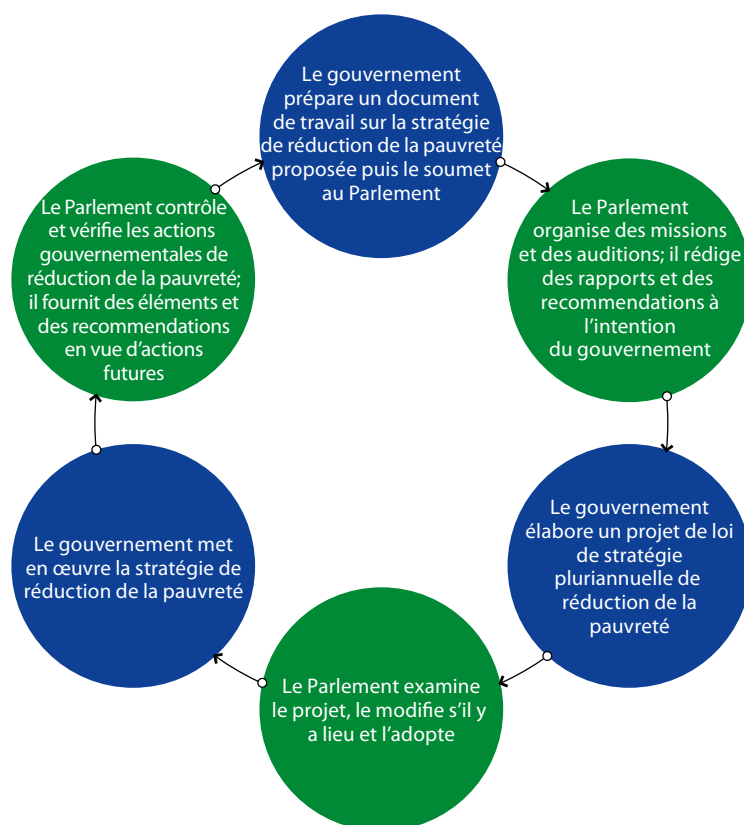 Le gouvernement
prépare un document
de travail sur la stratégie
de réduction de la pauvreté
proposée puis le soumet
au Parlement
Le Parlement
organise des missions
et des auditions; il rédige
des rapports et des
recommendations à
l’intention
du gouvernement
Le gouvernement
élabore un projet de loi
de stratégie
pluriannuelle de
réduction de la
pauvreté
Le Parlement examine
le projet, le modifie s’il y
a lieu et l’adopte
Le gouvernement met
en œuvre la stratégie de
réduction de la pauvreté
Le Parlement contrôle
et vérifie les actions
gouvernementales de
réduction de la pauvreté;
il fournit des éléments et
des recommendations
en vue d’actions
futures